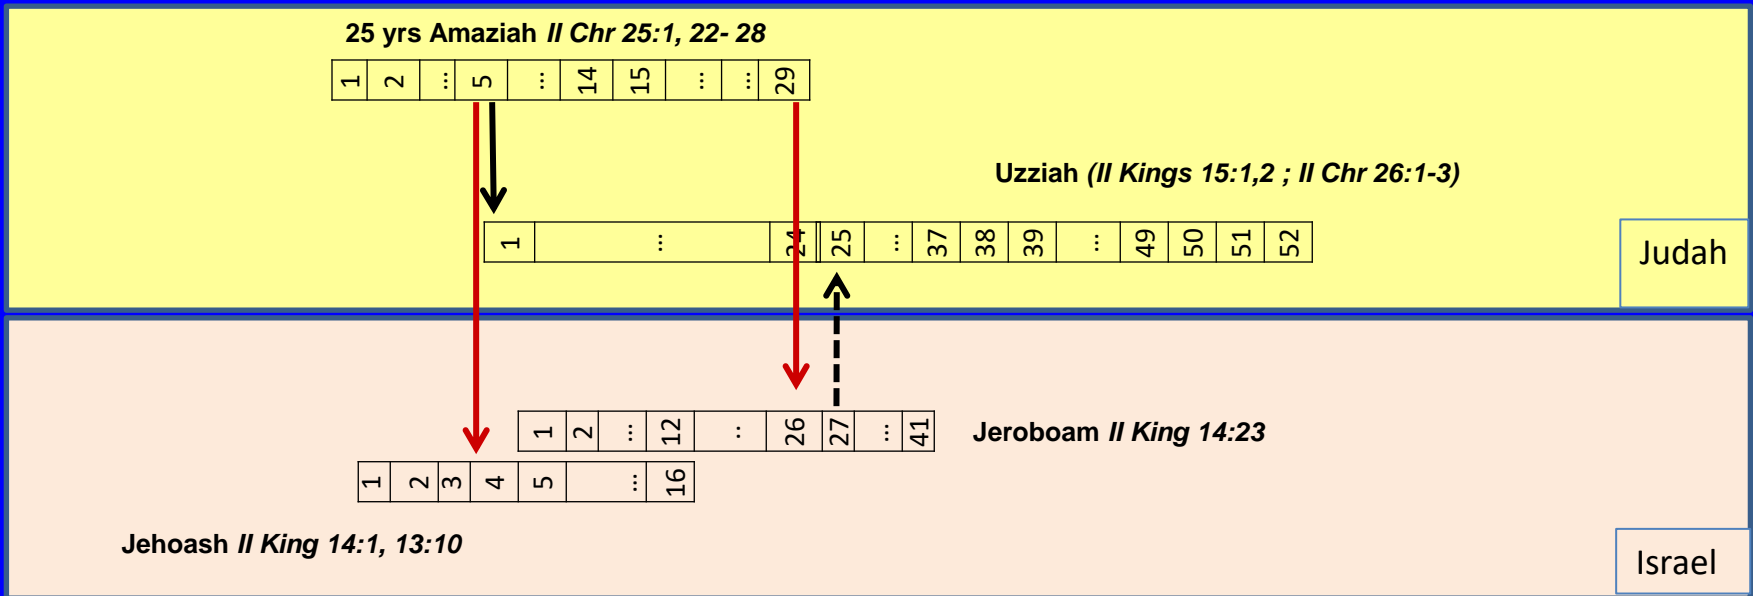 25 yrs Amaziah II Chr 25:1, 22- 28
1 2 ... 5 ... 14 15 ... ... 29
Uzziah (II Kings 15:1,2 ; II Chr 26:1-3)
1 ... 24 25 ... 37 38 39 ... 49 50 51 52
Judah
1 2 ... 12 .. 26 27 ... 41
Jeroboam II King 14:23
1 2 3 4 5 ... 16
Jehoash II King 14:1, 13:10
Israel